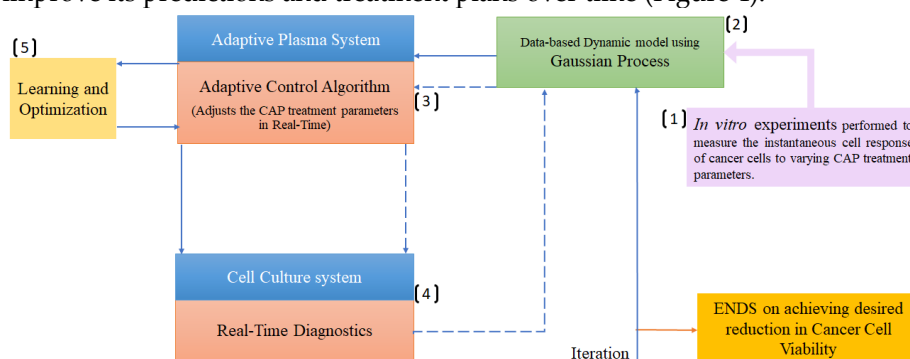 improve its predictions and treatment plans over time (Figure 1).
[5]
Learning and
Optimization
Adaptive Plasma System
Adaptive Control Algorithm
(Adjusts the CAP treatment parameters
in Real-Time)
[3]
Data-based Dynamic model using
Gaussian Process
[2]
[1]
In vitro experiments performed to
measure the instantaneous cell response
of cancer cells to varying CAP treatment
parameters.
Cell Culture system
[4]
Real-Time Diagnostics
Iteration
ENDS on achieving desired
reduction in Cancer Cell
Viability